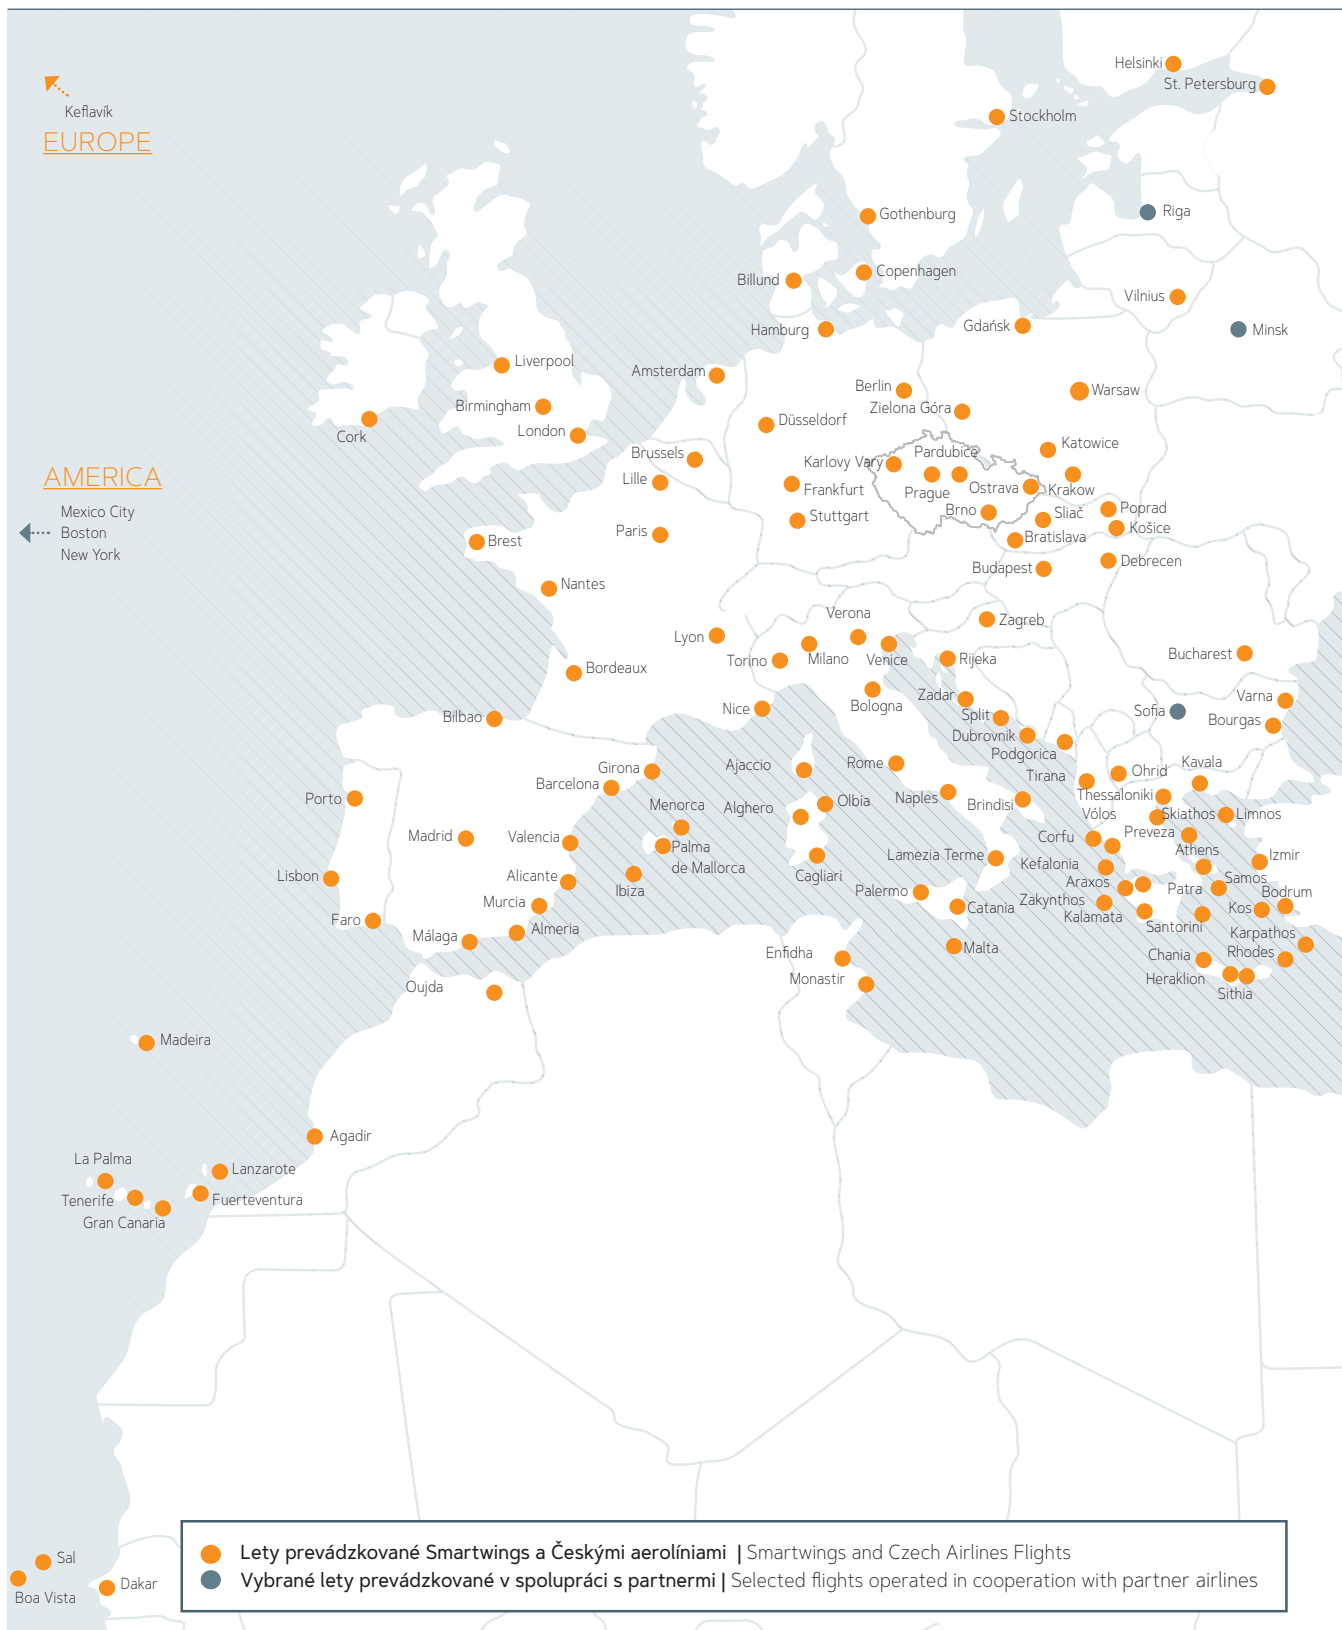 Helsinki
St. Petersburg
Keflavík
Stockholm
EUROPE
Riga
Gothenburg
Copenhagen
Billund
Vilnius
Gdańsk
Hamburg
Minsk
Liverpool
Amsterdam
Berlin
Warsaw
Birmingham
Zielona Góra
Düsseldorf
London
Cork
Katowice
Brussels
Pardubice
Karlovy Vary
AMERICA
Lille
Frankfurt
Prague
Ostrava
Krakow
Mexico City
Boston
New York
Stuttgart
Brno
Sliač
Poprad
Košice
Paris
Brest
Bratislava
Debrecen
Budapest
Nantes
Verona
Zagreb
Lyon
Torino
Milano
Venice
Rijeka
Bucharest
Bordeaux
Zadar
Varna
Nice
Bologna
Split
Sofia
Bilbao
Bourgas
Dubrovnik
Podgorica
Girona
Ajaccio
Rome
Tirana
Ohrid
Kavala
Barcelona
Porto
Menorca
Alghero
Olbia
Naples
Brindisi
Thessaloniki
Vólos
Skiathos
Limnos
Madrid
Valencia
Corfu
Preveza
Palma
de Mallorca
Lamezia Terme
Athens
Izmir
Kefalonia
Lisbon
Alicante
Ibiza
Cagliari
Araxos
Samos
Palermo
Patra
Bodrum
Murcia
Zakynthos
Catania
Kos
Faro
Kalamata
Almeria
Santorini
Málaga
Karpathos
Malta
Enfidha
Chania
Rhodes
Monastir
Heraklion
Oujda
Sithia
Madeira
Agadir
La Palma
Lanzarote
Tenerife
Fuerteventura
Gran Canaria
Sal
Boa Vista
Dakar
Lety prevádzkované Smartwings a Českými aerolíniami | Smartwings and Czech Airlines Flights
Vybrané lety prevádzkované v spolupráci s partnermi | Selected flights operated in cooperation with partner airlines